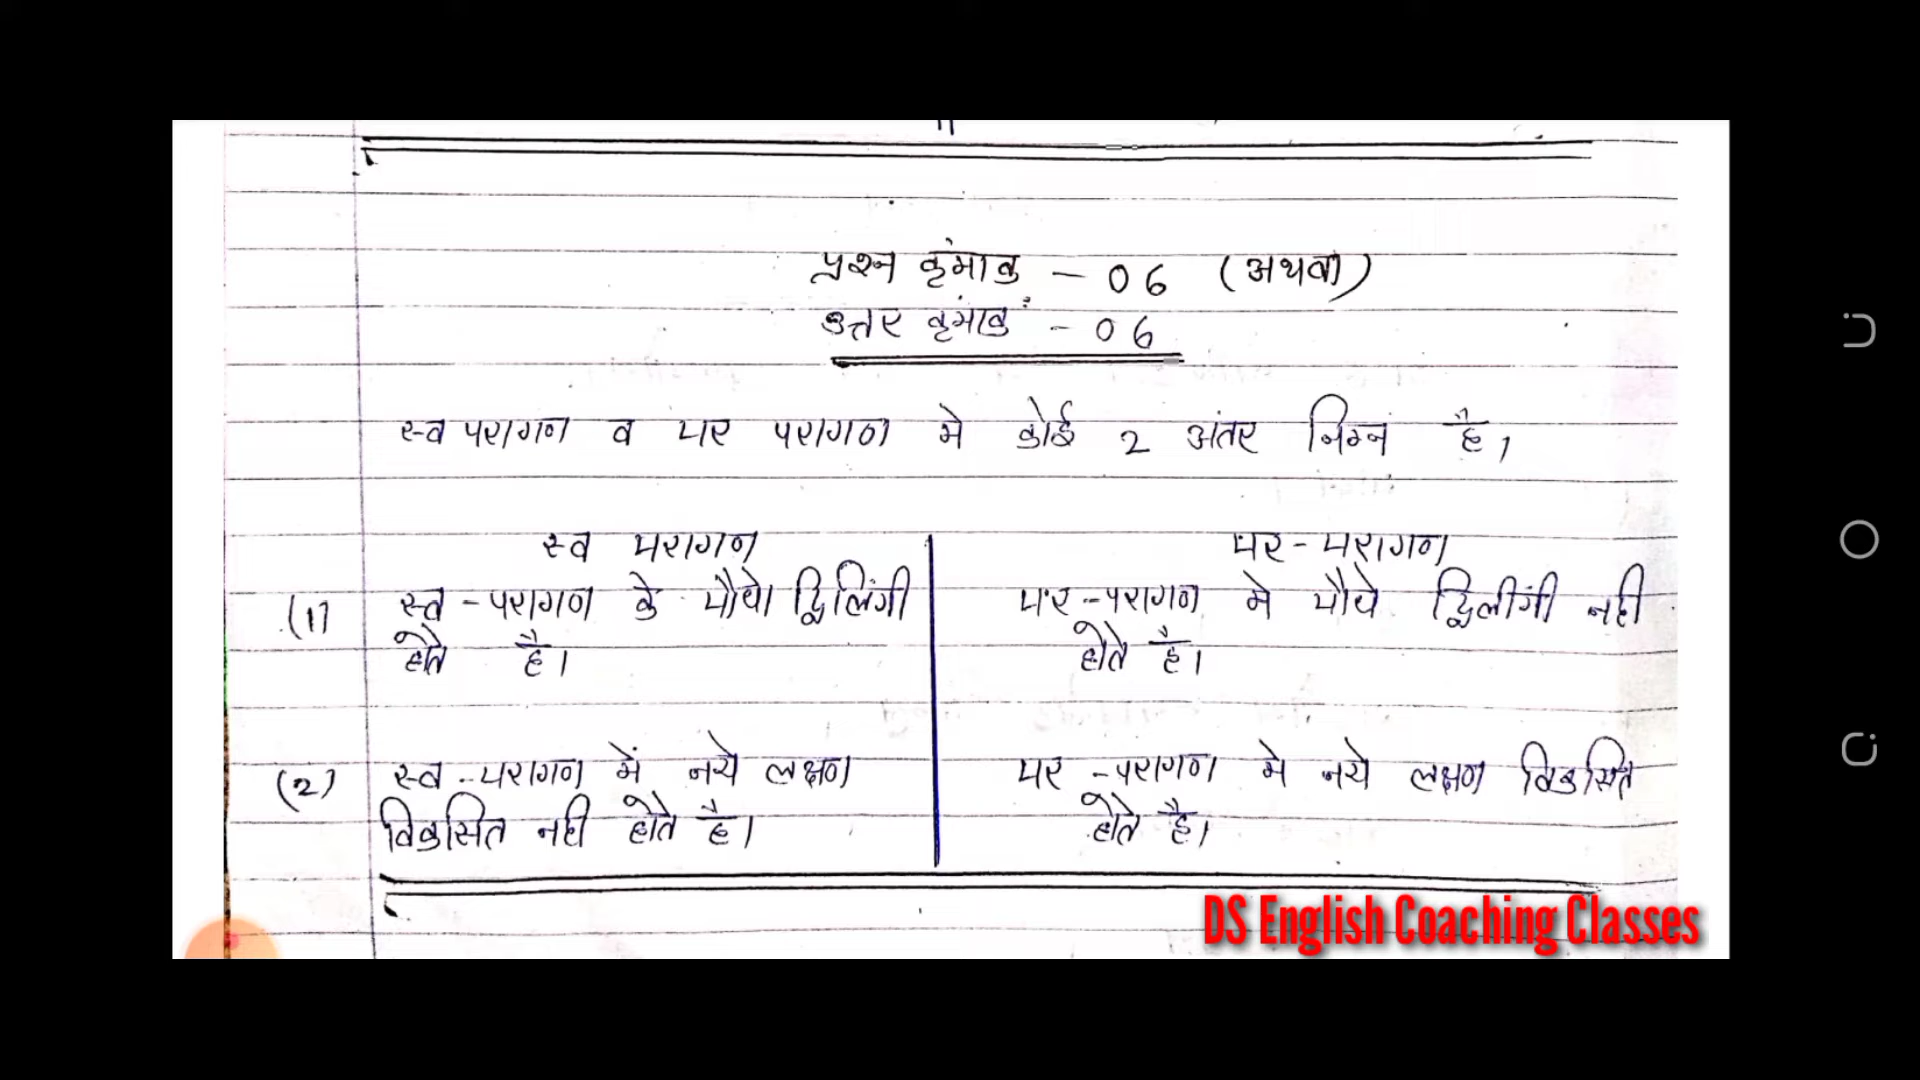 प्रश्न क्रंमाक - 06 (अथवा)
उत्तर क्रंमाकं - 06
स्व परागण व पर परागण मे कोई 2 अंतर निम्न है।
स्व परागण
पर-परागण
(1) स्व-परागण के पौधे द्विलिंगी
होते है।
पर-परागण मे पौधे द्विलीगी नही
होते है।
(2) स्व-परागण में नये लक्षण
विकसित नही होते है।
पर-परागण मे नये लक्षण विकसित
होते है।
DS English Coaching Classes